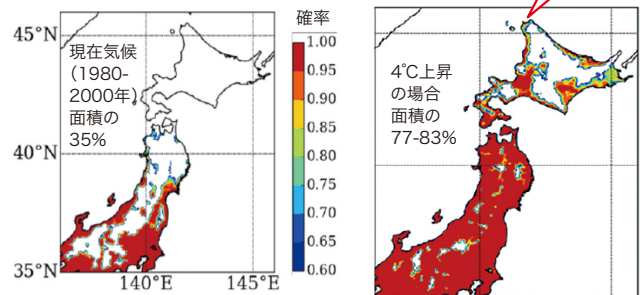 45°N
40°N
35°N
140°E
145°E
現在気候
（1980-
2000年）
面積の
35%
確率
1.00
0.95
0.90
0.85
0.80
0.75
0.70
0.65
0.60
4℃上昇
の場合
面積の
77-83%